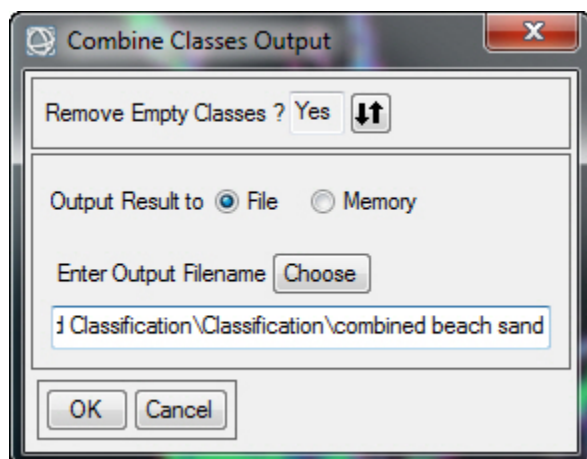 Combine Classes Output
Remove Empty Classes ? Yes
Output Result to File Memory
Enter Output Filename Choose
d Classification\Classification\combined beach sand
OK Cancel